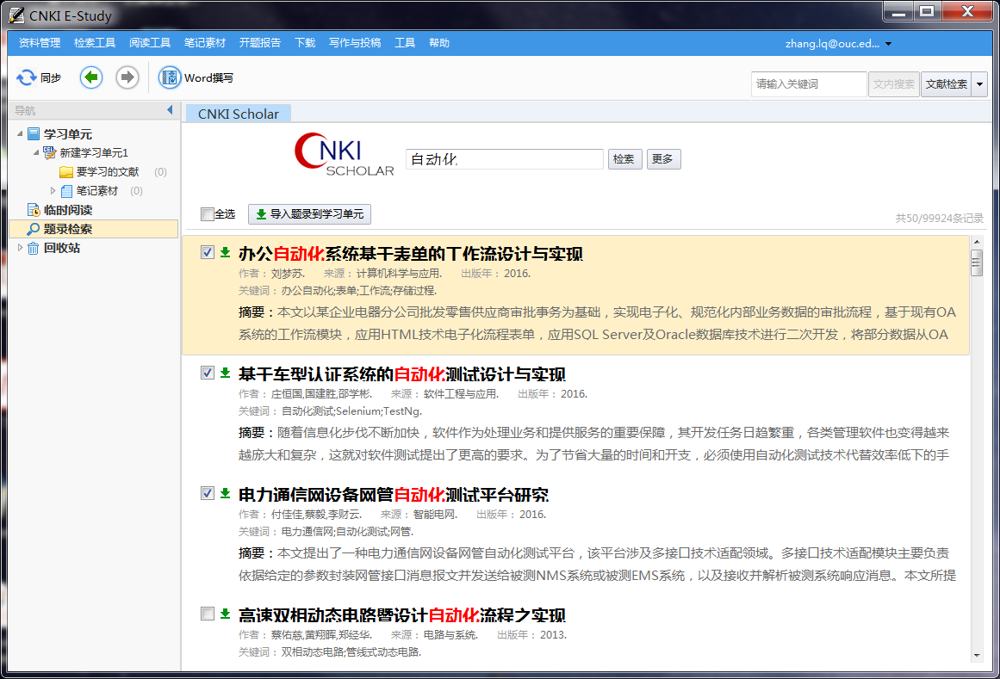 CNKI E-Study
资料管理 检索工具 阅读工具 笔记素材 开题报告 下载 写作与投稿 工具 帮助 zhang.lq@ouc.ed...
同步 Word撰写 请输入关键词 文内搜索 文献检索
导航
学习单元
新建学习单元1
要学习的文献 (0)
笔记素材 (0)
临时阅读
题录检索
回收站
CNKI Scholar
CNKI SCHOLAR 自动化 检索 更多
全选 导入题录到学习单元 共50/99924条记录
办公自动化系统基于表单的工作流设计与实现
作者： 刘梦苏. 来源： 计算机科学与应用. 出版年： 2016.
关键词： 办公自动化;表单;工作流;存储过程.
摘要：本文以某企业电器分公司批发零售供应商审批事务为基础，实现电子化、规范化内部业务数据的审批流程，基于现有OA
系统的工作流模块，应用HTML技术电子化流程表单，应用SQL Server及Oracle数据库技术进行二次开发，将部分数据从OA
基于车型认证系统的自动化测试设计与实现
作者： 庄恒国,国建胜,邵学彬. 来源： 软件工程与应用. 出版年： 2016.
关键词： 自动化测试;Selenium;TestNg.
摘要：随着信息化步伐不断加快，软件作为处理业务和提供服务的重要保障，其开发任务日趋繁重，各类管理软件也变得越来
越庞大和复杂，这就对软件测试提出了更高的要求。为了节省大量的时间和开支，必须使用自动化测试技术代替效率低下的手
电力通信网设备网管自动化测试平台研究
作者： 付佳佳,蔡毅,李财云. 来源： 智能电网. 出版年： 2016.
关键词： 电力通信网;自动化测试;网管.
摘要：本文提出了一种电力通信网设备网管自动化测试平台，该平台涉及多接口技术适配领域。多接口技术适配模块主要负责
依据给定的参数封装网管接口消息报文并发送给被测NMS系统或被测EMS系统，以及接收并解析被测系统响应消息。本文所提
高速双相动态电路暨设计自动化流程之实现
作者： 蔡佑慈,黄翔晖,郑经华. 来源： 电路与系统. 出版年： 2013.
关键词： 双相动态电路;管线式动态电路.